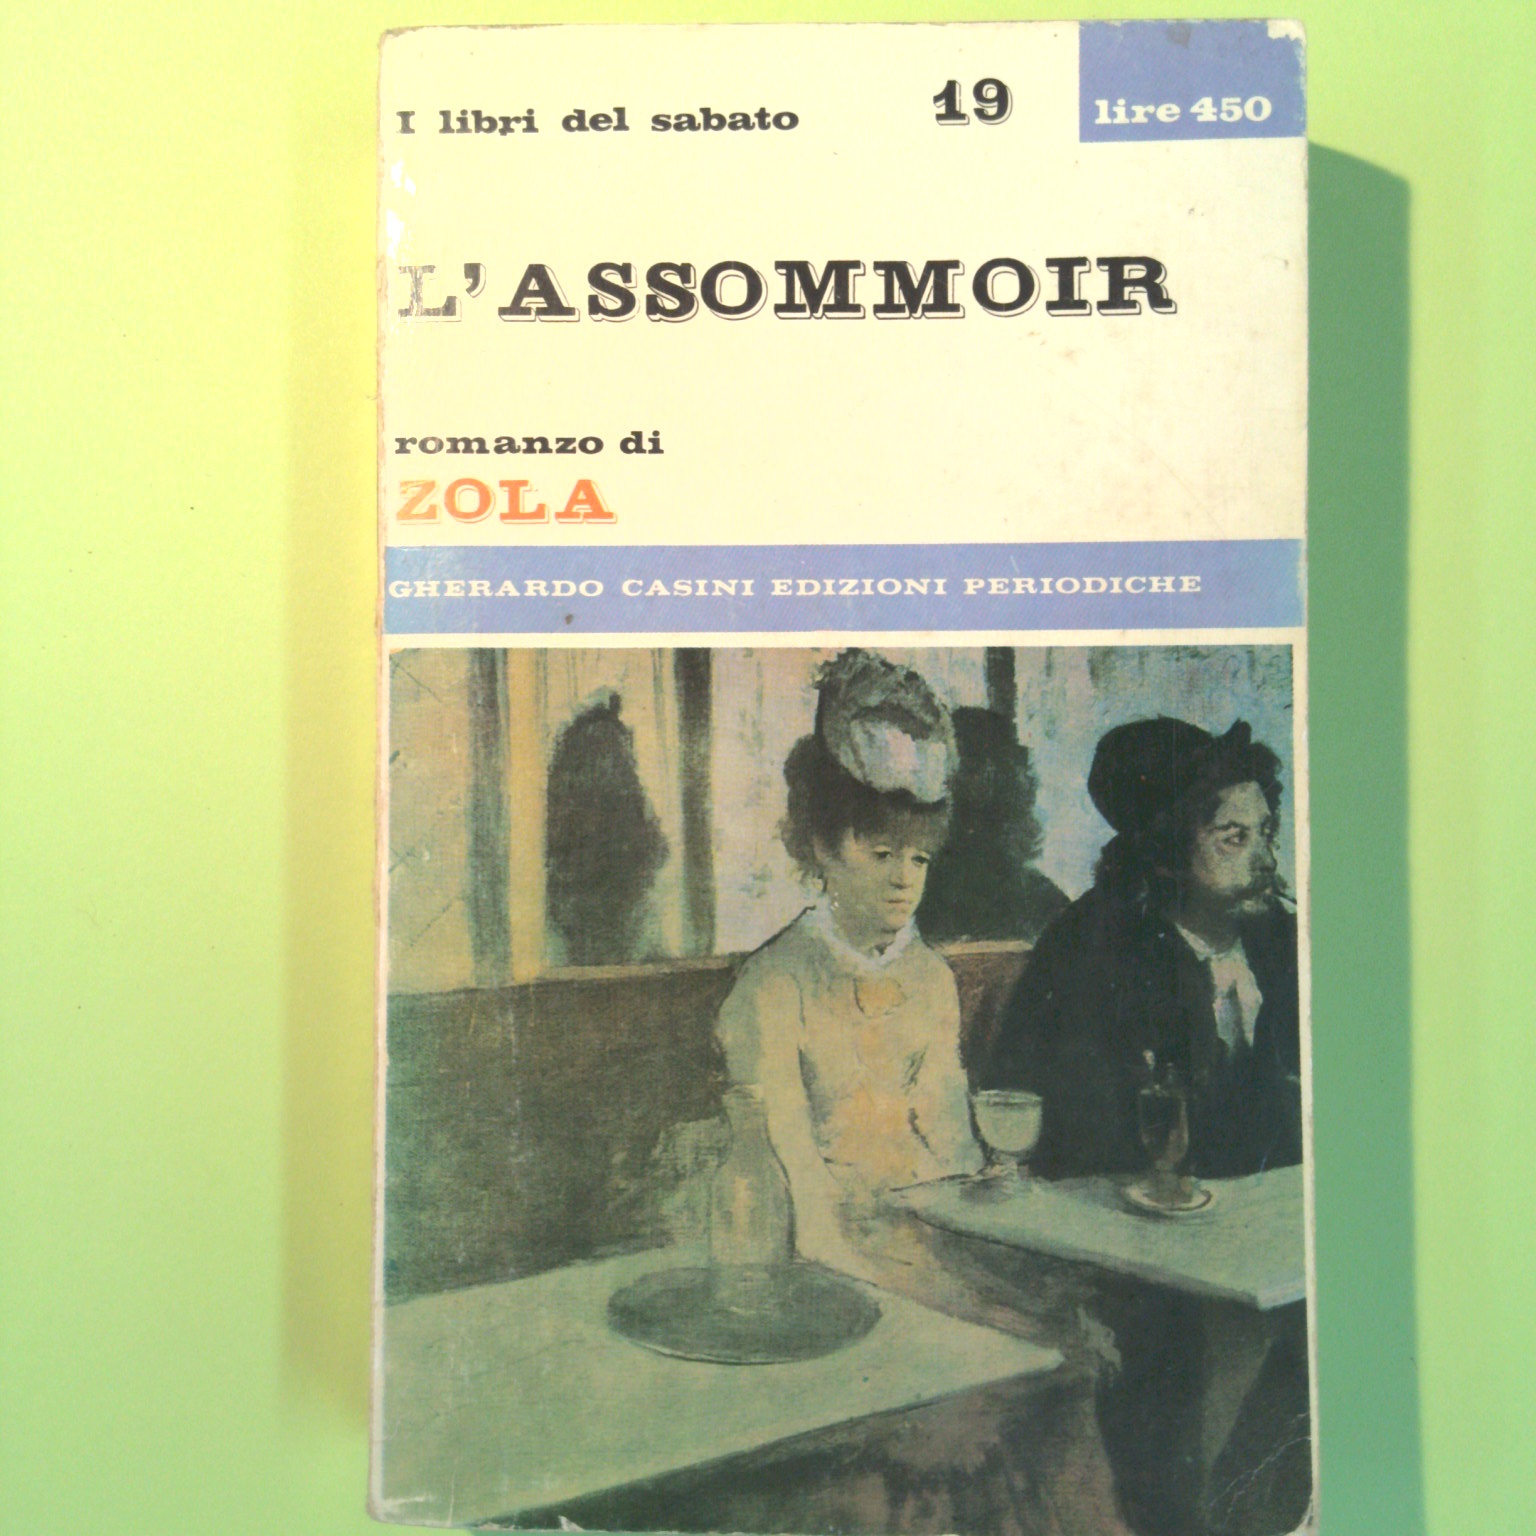 I libri del sabato 19 lire 450
L'ASSOMMOIR
romanzo di
ZOLA
GHERARDO CASINI EDIZIONI PERIODICHE